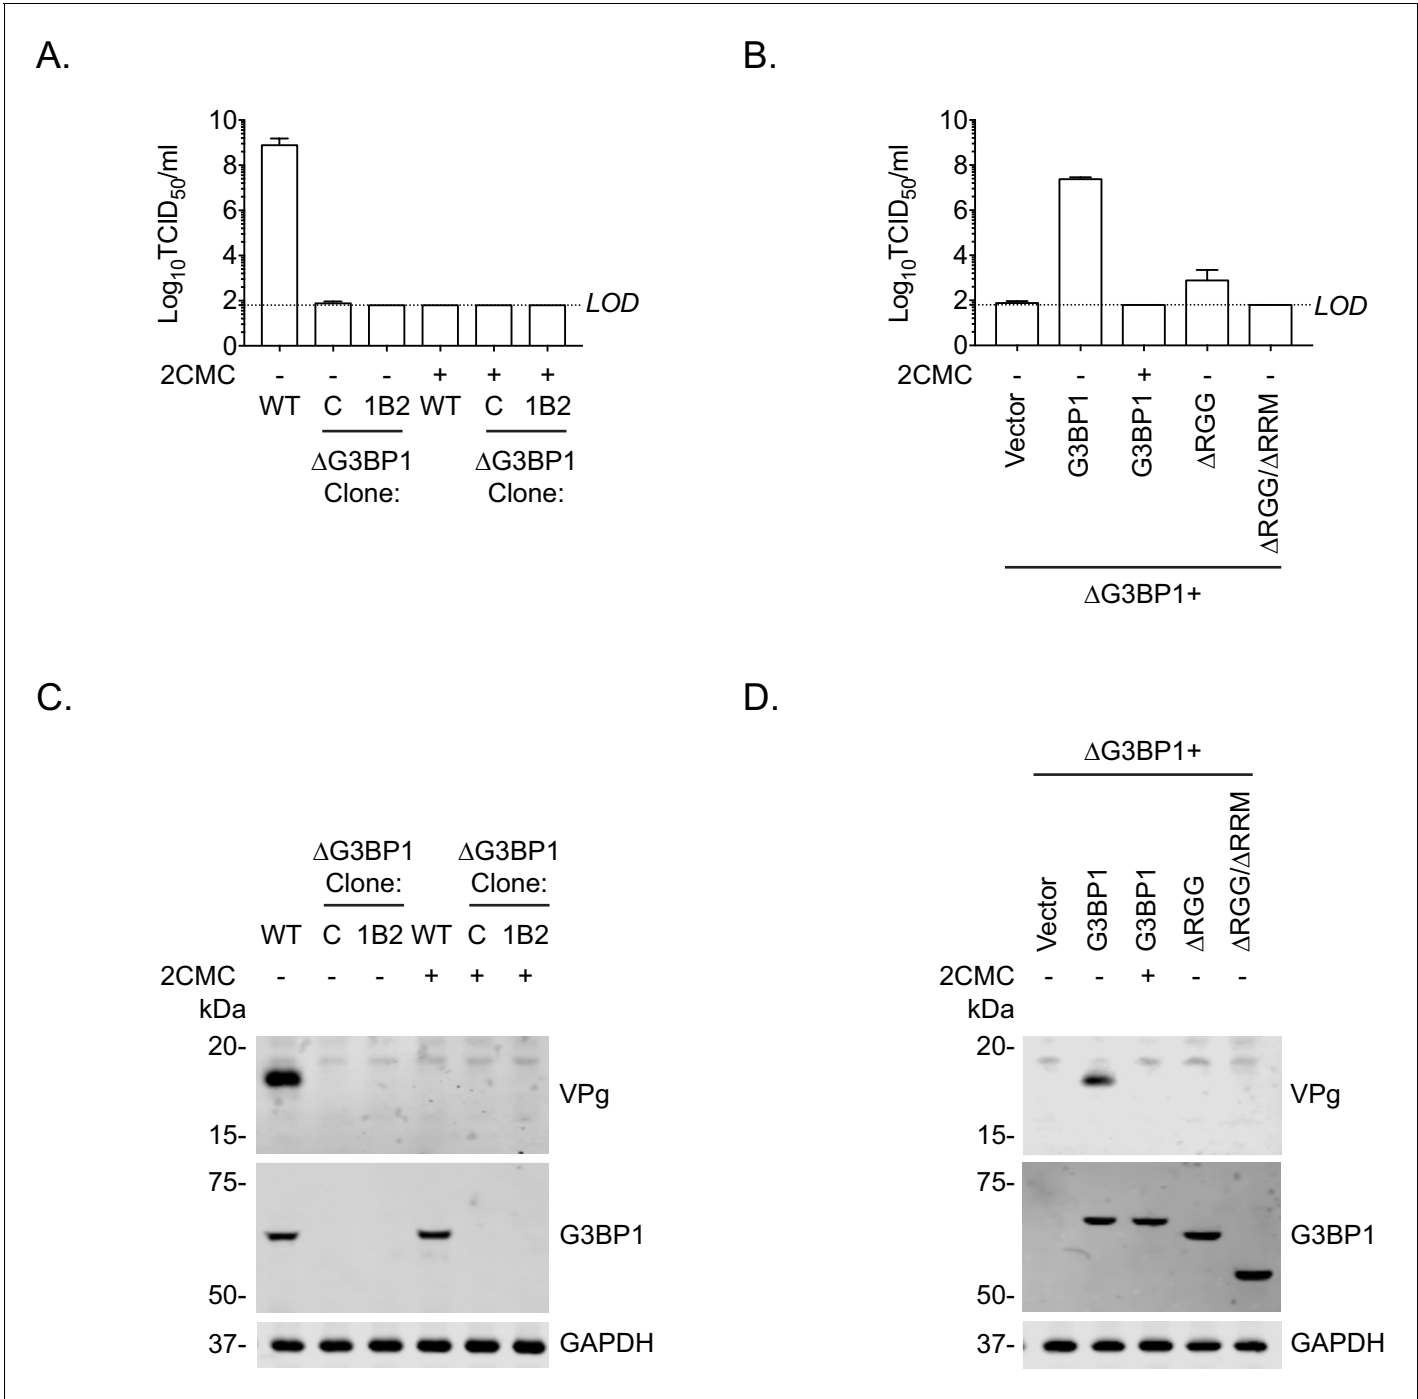 A.
10
8
6
4
2
0
Log10TCID50/ml
LOD
2CMC - - - + + +
WT C 1B2 WT C 1B2
ΔG3BP1 ΔG3BP1
Clone: Clone:
B.
10
8
6
4
2
0
Log10TCID50/ml
LOD
2CMC - - + - -
Vector
G3BP1
G3BP1
ΔRGG
ΔRGG/ΔRRM
ΔG3BP1+
C.
ΔG3BP1 ΔG3BP1
Clone: Clone:
WT C 1B2 WT C 1B2
2CMC - - - + + +
kDa
20-
VPg
15-
75-
G3BP1
50-
37- GAPDH
D.
ΔG3BP1+
Vector
G3BP1
G3BP1
ΔRGG
ΔRGG/ΔRRM
2CMC - - + - -
kDa
20-
VPg
15-
75-
G3BP1
50-
37- GAPDH